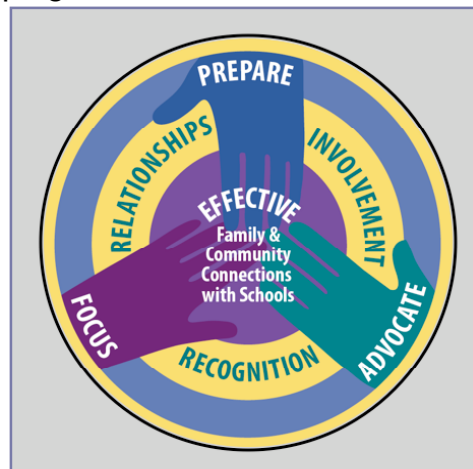 PREPARE
RELATIONSHIPS
INVOLVEMENT
EFFECTIVE
Family &
Community
Connections
with Schools
FOCUS
ADVOCATE
RECOGNITION